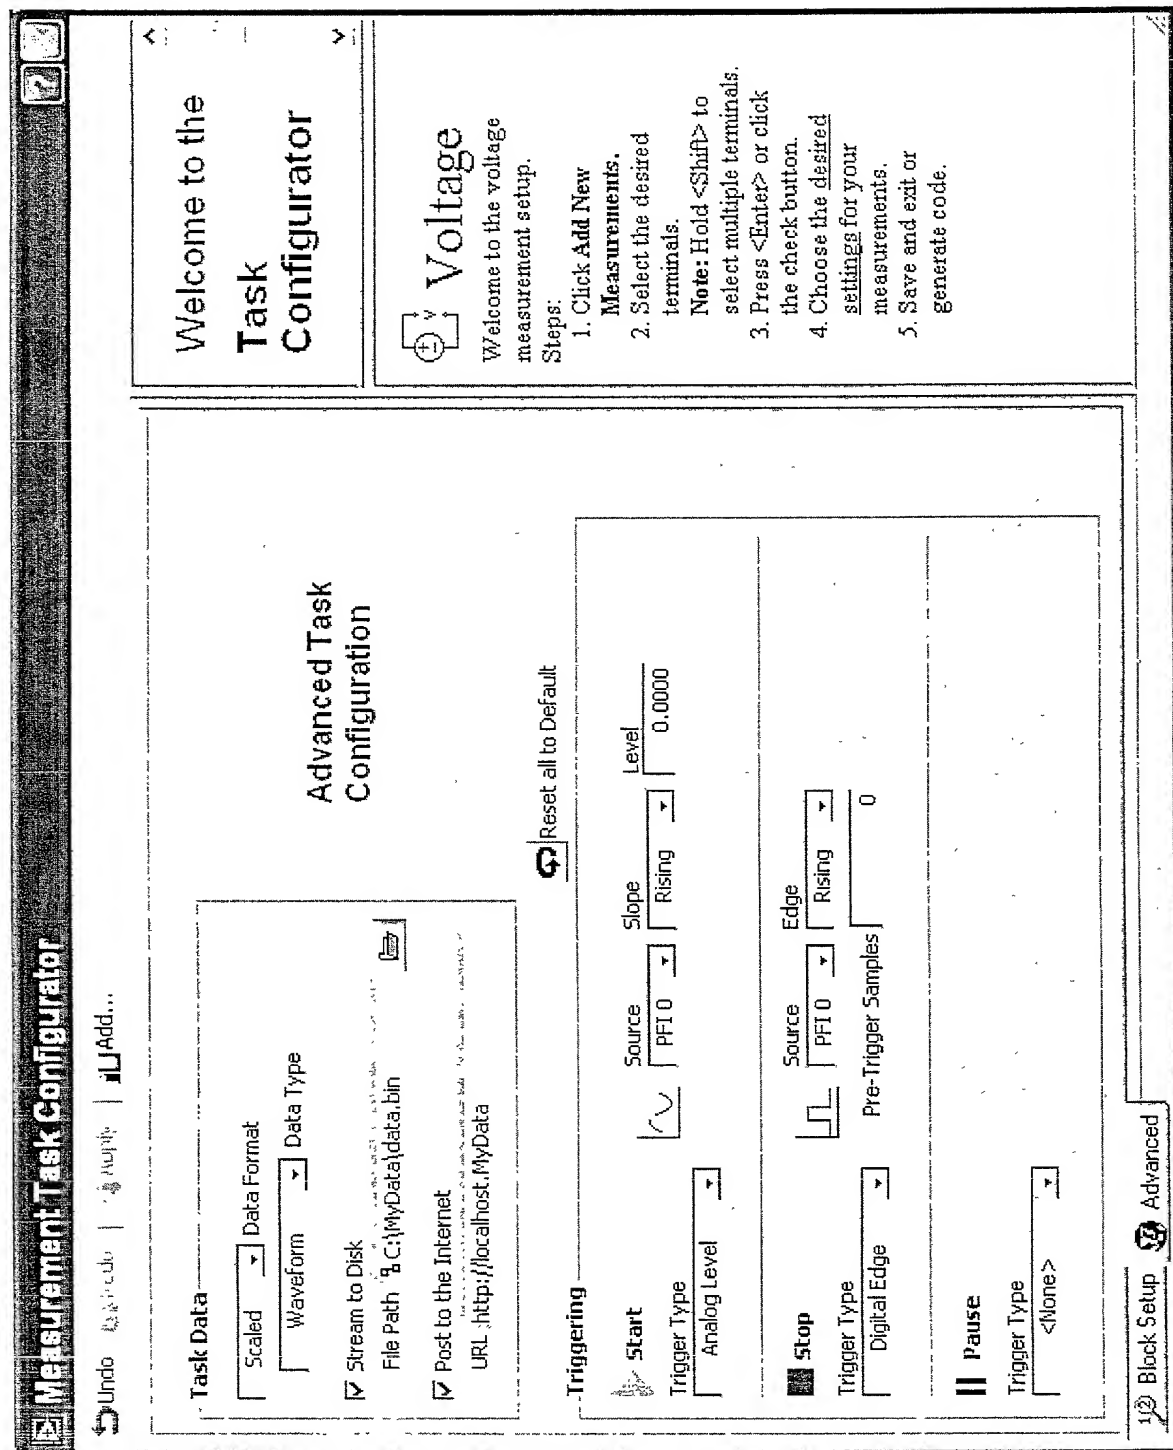 Measurement Task Configurator
Undo
Add...
Task Data
Scaled Data Format
Waveform Data Type
Stream to Disk
File Path C:\MyData\data.bin
Post to the Internet
URL http://localhost.MyData
Advanced Task
Configuration
Reset all to Default
Triggering
Start
Trigger Type
Analog Level
Source
PFI 0
Slope
Rising
Level
0.0000
Stop
Trigger Type
Digital Edge
Source
PFI 0
Edge
Rising
Pre-Trigger Samples
0
Pause
Trigger Type
<None>
Block Setup
Advanced
Welcome to the
Task
Configurator
Voltage
Welcome to the voltage
measurement setup.
Steps:
1. Click Add New
Measurements.
2. Select the desired
terminals.
Note: Hold <Shift> to
select multiple terminals.
3. Press <Enter> or click
the check button.
4. Choose the desired
settings for your
measurements.
5. Save and exit or
generate code.